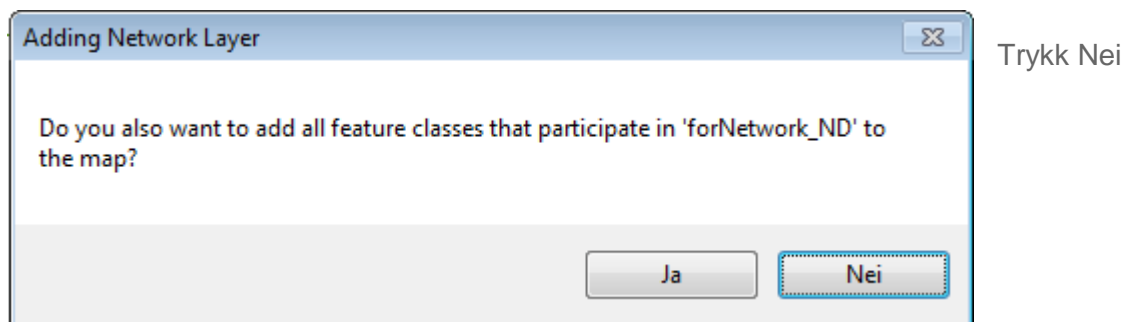 Adding Network Layer
Trykk Nei
Do you also want to add all feature classes that participate in 'forNetwork_ND' to
the map?
Ja
Nei